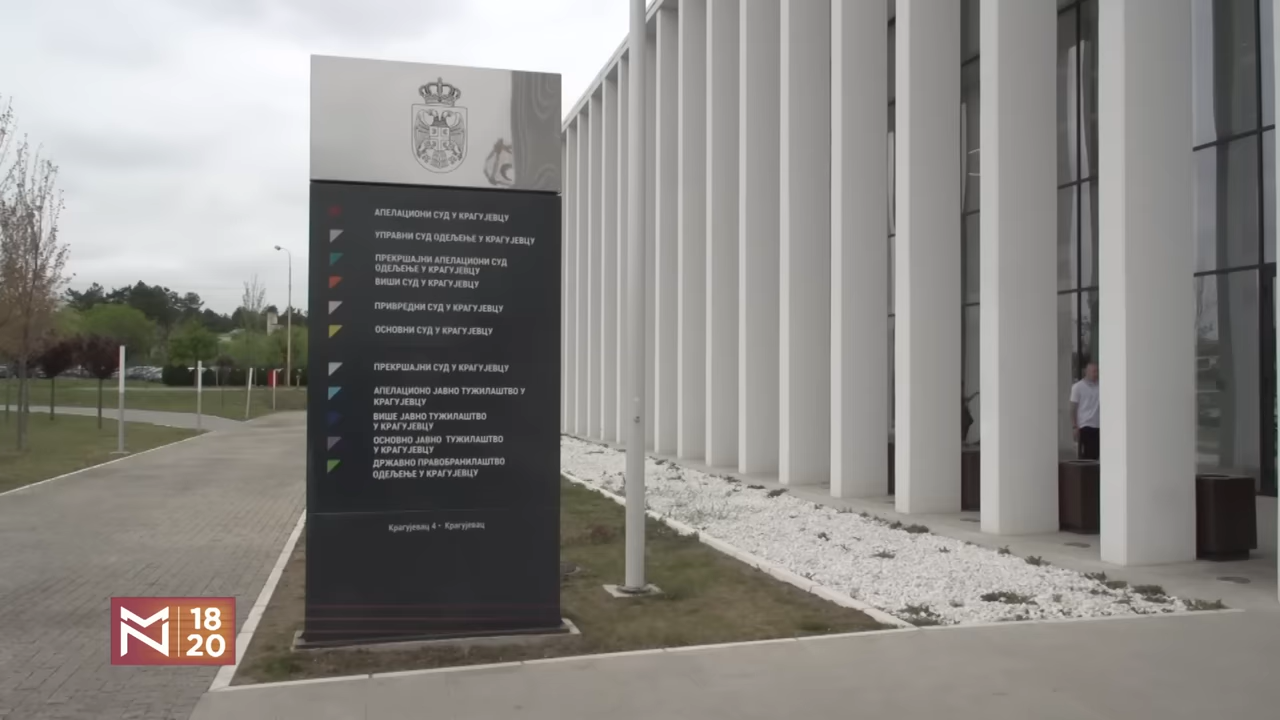 АПЕЛАЦИОНИ СУД У КРАГУЈЕВЦУ
УПРАВНИ СУД ОДЕЉЕЊЕ У КРАГУЈЕВЦУ
ПРЕКРШАЈНИ АПЕЛАЦИОНИ СУД
ОДЕЉЕЊЕ У КРАГУЈЕВЦУ
ВИШИ СУД У КРАГУЈЕВЦУ
ПРИВРЕДНИ СУД У КРАГУЈЕВЦУ
ОСНОВНИ СУД У КРАГУЈЕВЦУ
ПРЕКРШАЈНИ СУД У КРАГУЈЕВЦУ
АПЕЛАЦИОНО ЈАВНО ТУЖИЛАШТВО У
КРАГУЈЕВЦУ
ВИШЕ ЈАВНО ТУЖИЛАШТВО
У КРАГУЈЕВЦУ
ОСНОВНО ЈАВНО ТУЖИЛАШТВО
У КРАГУЈЕВЦУ
ДРЖАВНО ПРАВОБРАНИЛАШТВО
ОДЕЉЕЊЕ У КРАГУЈЕВЦУ
Крагујевац 4 - Крагујевац
18
20